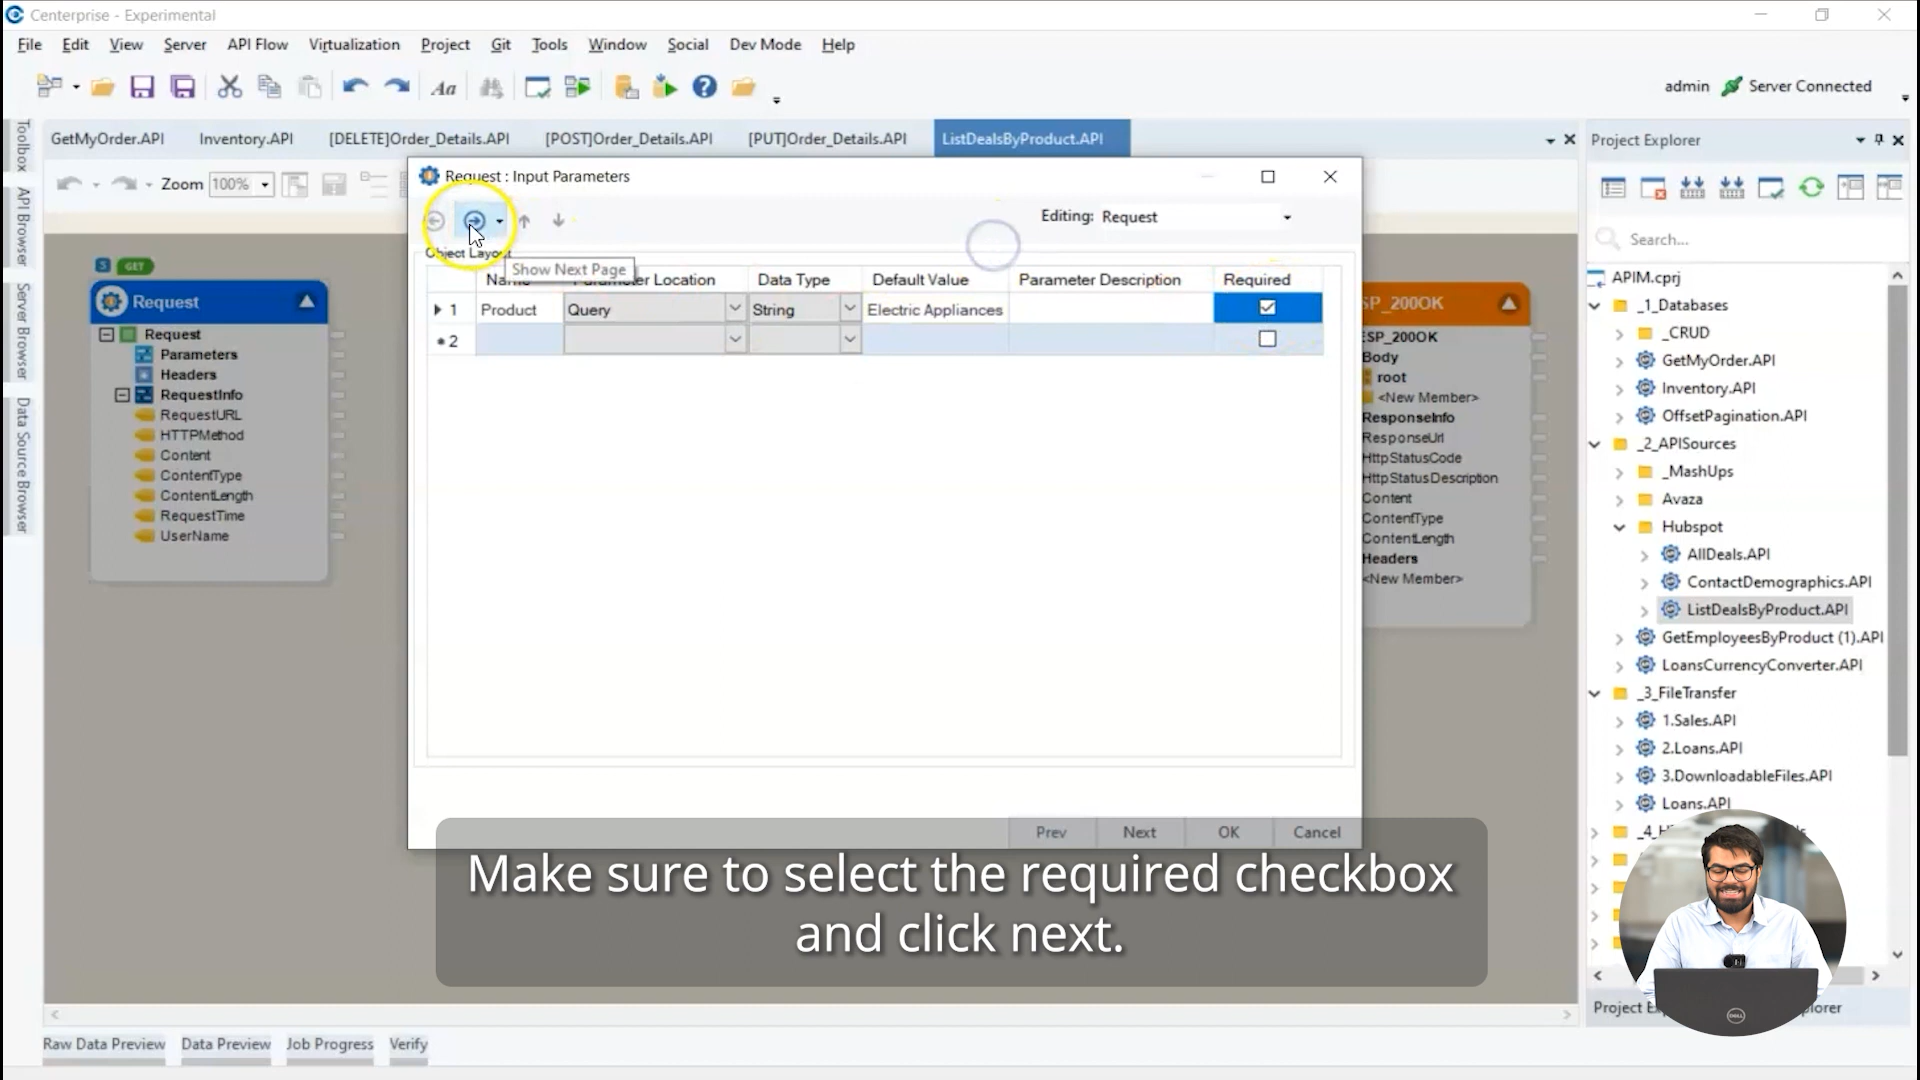 Centerprise - Experimental
File Edit View Server API Flow Virtualization Project Git Tools Window Social Dev Mode Help
Aa
admin Server Connected
GetMyOrder.API Inventory.API [DELETE]Order_Details.API [POST]Order_Details.API [PUT]Order_Details.API ListDealsByProduct.API
Zoom 100%
Toolbox
API Browser
Server Browser
Data Source Browser
S GET
Request
Request
Parameters
Headers
RequestInfo
RequestURL
HTTPMethod
Content
ContentType
ContentLength
RequestTime
UserName
Request : Input Parameters
Editing: Request
Object Layout
Show Next Page
Name Parameter Location Data Type Default Value Parameter Description Required
1 Product Query String Electric Appliances
2
Prev Next OK Cancel
Make sure to select the required checkbox
and click next.
SP_200OK
ESP_200OK
Body
root
<New Member>
ResponseInfo
ResponseUrl
HttpStatusCode
HttpStatusDescription
Content
ContentType
ContentLength
Headers
<New Member>
Project Explorer
Search...
APIM.cprj
_1_Databases
_CRUD
GetMyOrder.API
Inventory.API
OffsetPagination.API
_2_APISources
_MashUps
Avaza
Hubspot
AllDeals.API
ContactDemographics.API
ListDealsByProduct.API
GetEmployeesByProduct (1).API
LoansCurrencyConverter.API
_3_FileTransfer
1.Sales.API
2.Loans.API
3.DownloadableFiles.API
Loans.API
DELL
Raw Data Preview Data Preview Job Progress Verify